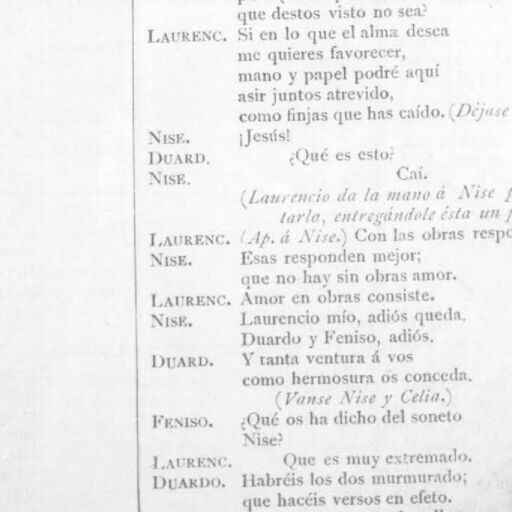 que destos visto no sea?
LAURENC. Si en lo que el alma desea
me quieres favorecer,
mano y papel podré aquí
asir juntos atrevido,
como finjas que has caído. (Déjase
NISE. ¡Jesús!
DUARD. ¿Qué es esto?
NISE. Caí.
(Laurencio da la mano á Nise
tarla, entregándole ésta un
LAURENC. (Ap. á Nise.) Con las obras
NISE. Esas responden mejor;
que no hay sin obras amor.
LAURENC. Amor en obras consiste.
NISE. Laurencio mío, adiós queda.
Duardo y Feniso, adiós.
DUARD. Y tanta ventura á vos
como hermosura os conceda.
(Vanse Nise y Celia.)
FENISO. ¿Qué os ha dicho del soneto
Nise?
LAURENC. Que es muy extremado.
DUARDO. Habréis los dos murmurado;
que hacéis versos en efeto.